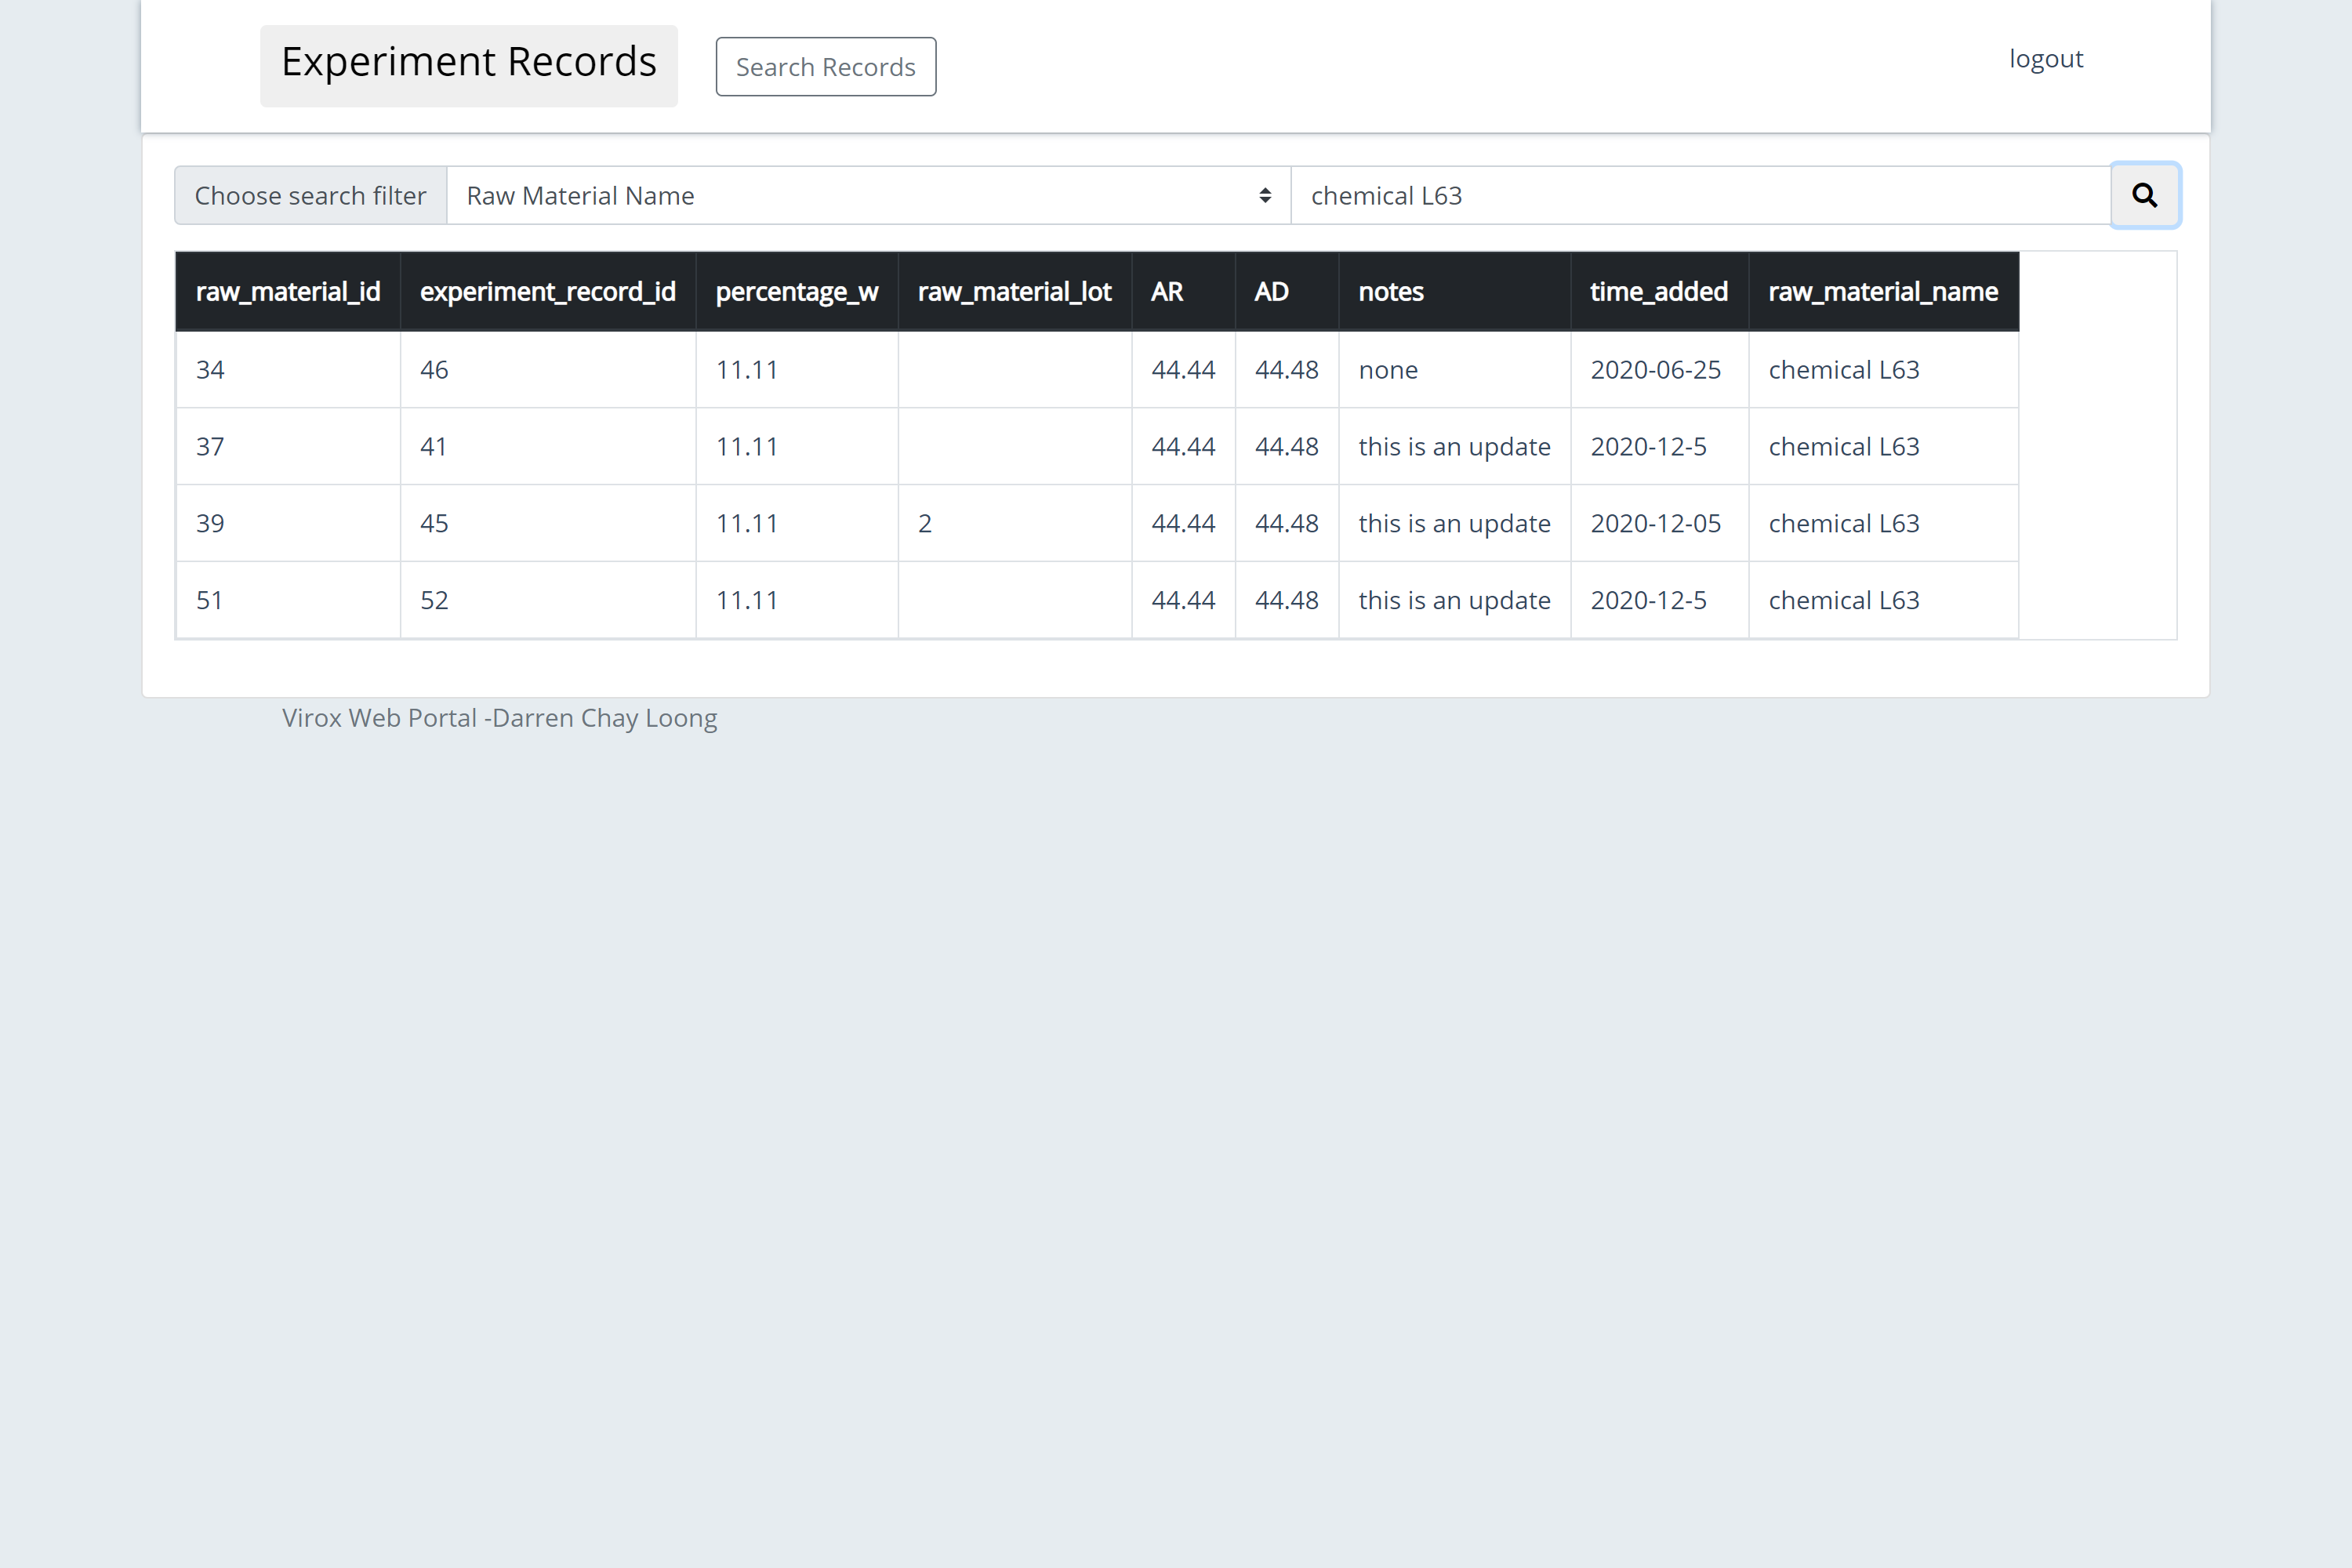 Experiment Records Search Records logout
Choose search filter Raw Material Name chemical L63
raw_material_id experiment_record_id percentage_w raw_material_lot AR AD notes time_added raw_material_name
34 46 11.11 44.44 44.48 none 2020-06-25 chemical L63
37 41 11.11 44.44 44.48 this is an update 2020-12-5 chemical L63
39 45 11.11 2 44.44 44.48 this is an update 2020-12-05 chemical L63
51 52 11.11 44.44 44.48 this is an update 2020-12-5 chemical L63
Virox Web Portal -Darren Chay Loong